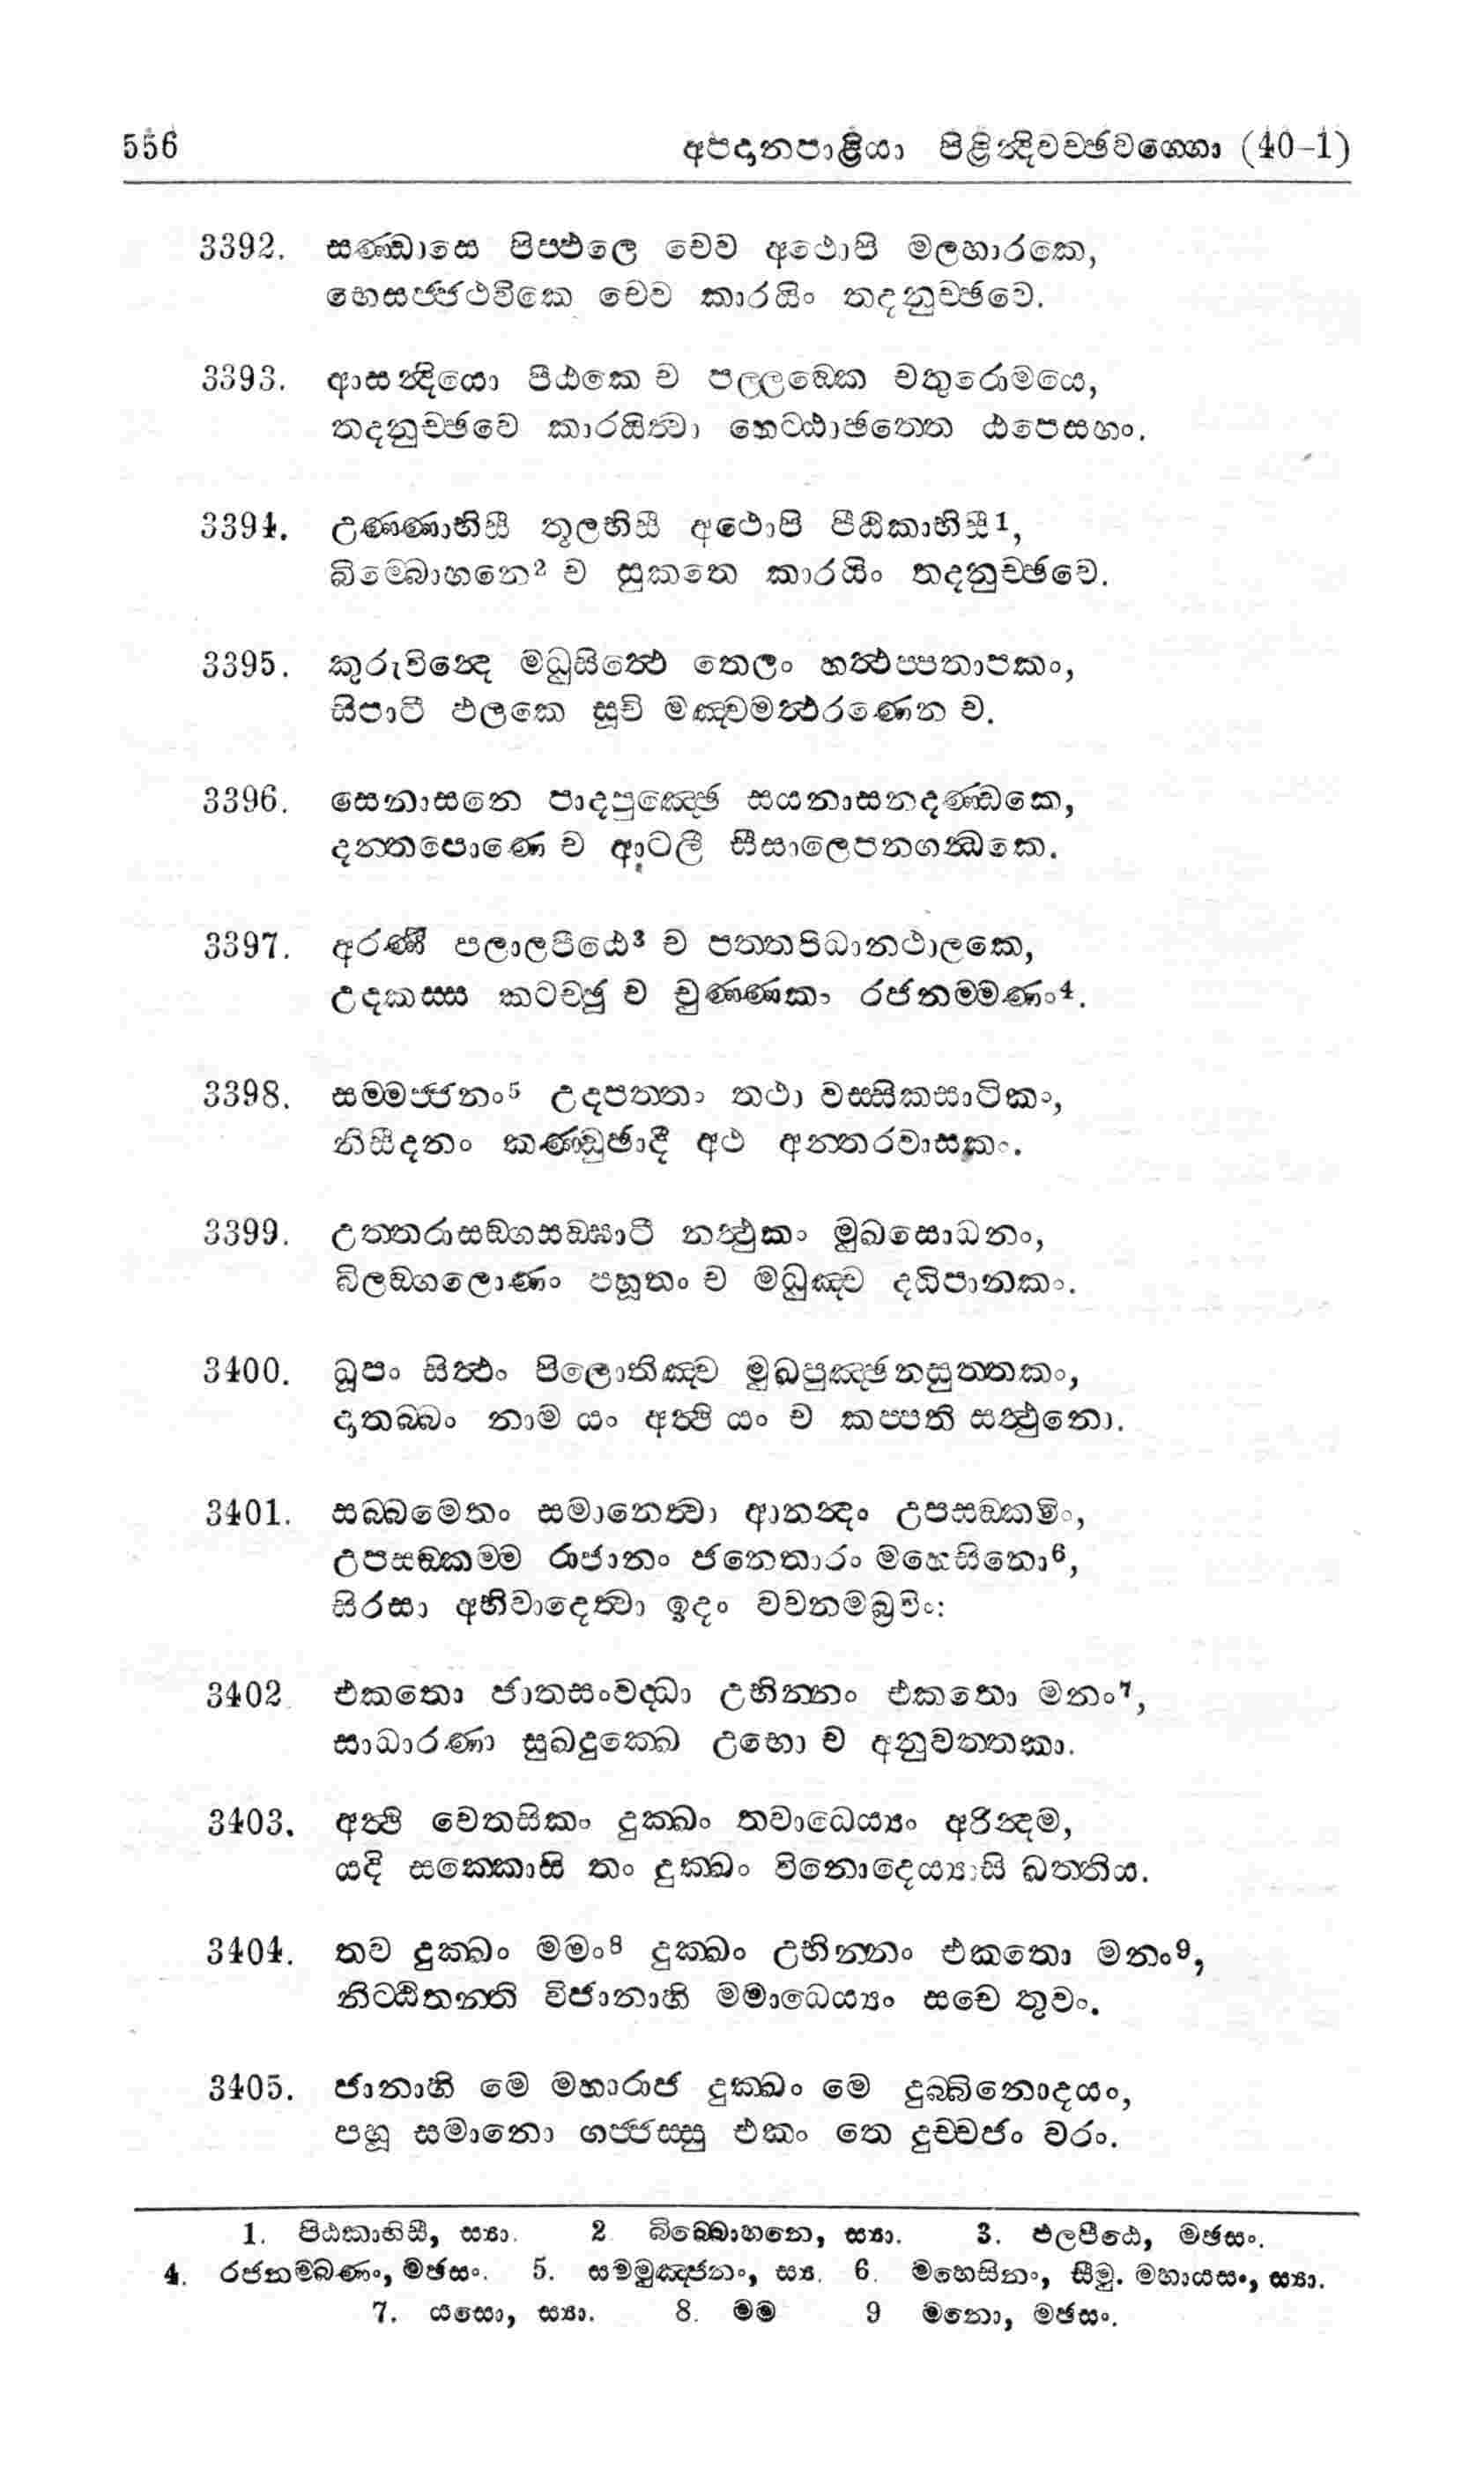 556 අපදානපාළියා පිළින්‍දිවච්ඡවග‍්ගො (40-1)
3392. සණ‍්ඩාසෙ පිප‍්ඵලෙ චෙව අථොපි මලහාරකෙ,
භෙසජ‍්ජථවිකෙ චෙව කාරයිං තදනුච‍්ඡවෙ.
3393. ආසන්‍දියො පීඨකෙ ච පල‍්ලඞ‍්කෙ චතුරොමයෙ,
තදනුච‍්ඡවෙ කාරයිත්‍වා හෙට‍්ඨාඡත‍්තෙ ඨපෙසහං.
3394. උණ‍්ණාභිසී තූලභිසී අථොපි පීඨිකාභිසී1,
බිම‍්බොහනෙ2 ච සුකතෙ කාරයිං තදනුච‍්ඡවෙ.
3395. කුරුවින්‍දෙ මධුසිත්‍ථෙ තෙලං හත්‍ථප‍්පතාපකං,
සිපාටී ඵලකෙ සූචි මඤ‍්චමත්‍ථරණෙන ච.
3396. සෙනාසනෙ පාදපුඤ‍්ඡෙ සයනාසනදණ‍්ඩකෙ,
දන‍්තපොණෙ ච ආටලී සීසාලෙපනගන්‍ධකෙ.
3397. අරණී පලාලපීඨෙ3 ච පත‍්තපිධානථාලකෙ,
උදකස‍්ස කටච‍්ඡූ ච චුණ‍්ණකං රජනම‍්මණං4.
3398. සම‍්මජ‍්ජනං5 උදපත‍්තං තථා වස‍්සිකසාටිකං,
නිසීදනං කණ‍්ඩුඡාදී අථ අන‍්තරවාසකං.
3399. උත‍්තරාසඞ‍්ගසඞ‍්ඝාටී නත්‍ථුකං මුඛසොධනං,
බිලඞ‍්ගලොණං පහූතං ච මධුඤ‍්ච දධිපානකං.
3400. ධූපං සිත්‍ථං පිලොතිඤ‍්ච මුඛපුඤ‍්ඡනසුත‍්තකං,
දාතබ‍්බං නාම යං අත්‍ථි යං ච කප‍්පති සත්‍ථුනො.
3401. සබ‍්බමෙතං සමානෙත්‍වා ආනන්‍දං උපසඞ‍්කමිං,
උපසඞ‍්කම‍්ම රාජානං ජනෙතාරං මහෙසිනො6,
සිරසා අභිවාදෙත්‍වා ඉදං වචනමබ්‍රවිං:
3402 එකතො ජාතසංවද‍්ධා උභින‍්නං එකතො මනං7,
සාධාරණා සුඛදුක‍්ඛෙ උභො ච අනුවත‍්තකා.
3403. අත්‍ථි චෙතසිකං දුක‍්ඛං තවාධෙය්‍යං අරින්‍දම,
යදි සක‍්කොසි තං දුක‍්ඛං විනොදෙය්‍යාසි ඛත‍්තිය.
3404. තව දුක‍්ඛං මමං8 දුක‍්ඛං උභින‍්නං එකතො මනං9,
නිට‍්ඨිතන‍්ති විජානාහි මමාධෙය්‍යං සචෙ තුවං.
3405. ජානාහි මෙ මහාරාජ දුක‍්ඛං මෙ දුබ‍්බිනොදයං,
පහූ සමානො ගජ‍්ජස‍්සු එකං තෙ දුච‍්චජං වරං.
1. පිඨකාභිසී, ස්‍යා. 2 බිබ‍්බොහනෙ, ස්‍යා. 3. ඵලපීඨෙ, මඡසං.
4. රජනම‍්බණං, මඡසං. 5. සම‍්මුඤ‍්ජනං, ස්‍ය. 6. මහෙසිනං, සීමු. මහායසං, ස්‍යා.
7. යසො, ස්‍යා. 8. මම 9 මනො, මඡසං.